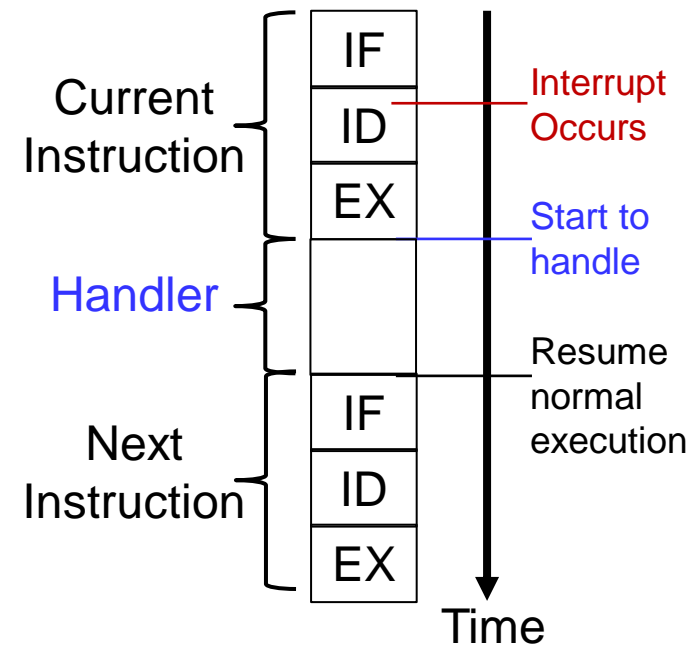 IF
Current
Instruction
ID
Interrupt
Occurs
EX
Start to
handle
Handler
Resume
normal
execution
IF
Next
Instruction
ID
EX
Time